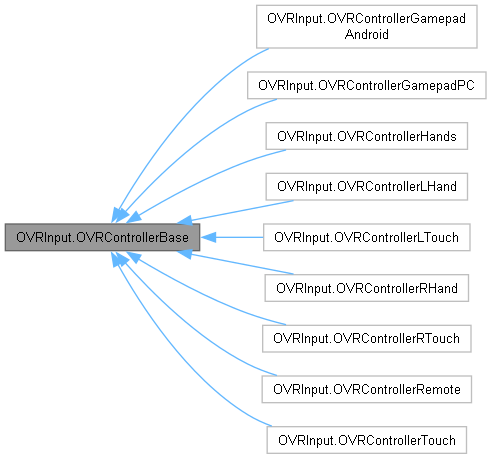 OVRInput.OVRControllerGamepad
Android
OVRInput.OVRControllerGamepadPC
OVRInput.OVRControllerHands
OVRInput.OVRControllerLHand
OVRInput.OVRControllerBase
OVRInput.OVRControllerLTouch
OVRInput.OVRControllerRHand
OVRInput.OVRControllerRTouch
OVRInput.OVRControllerRemote
OVRInput.OVRControllerTouch